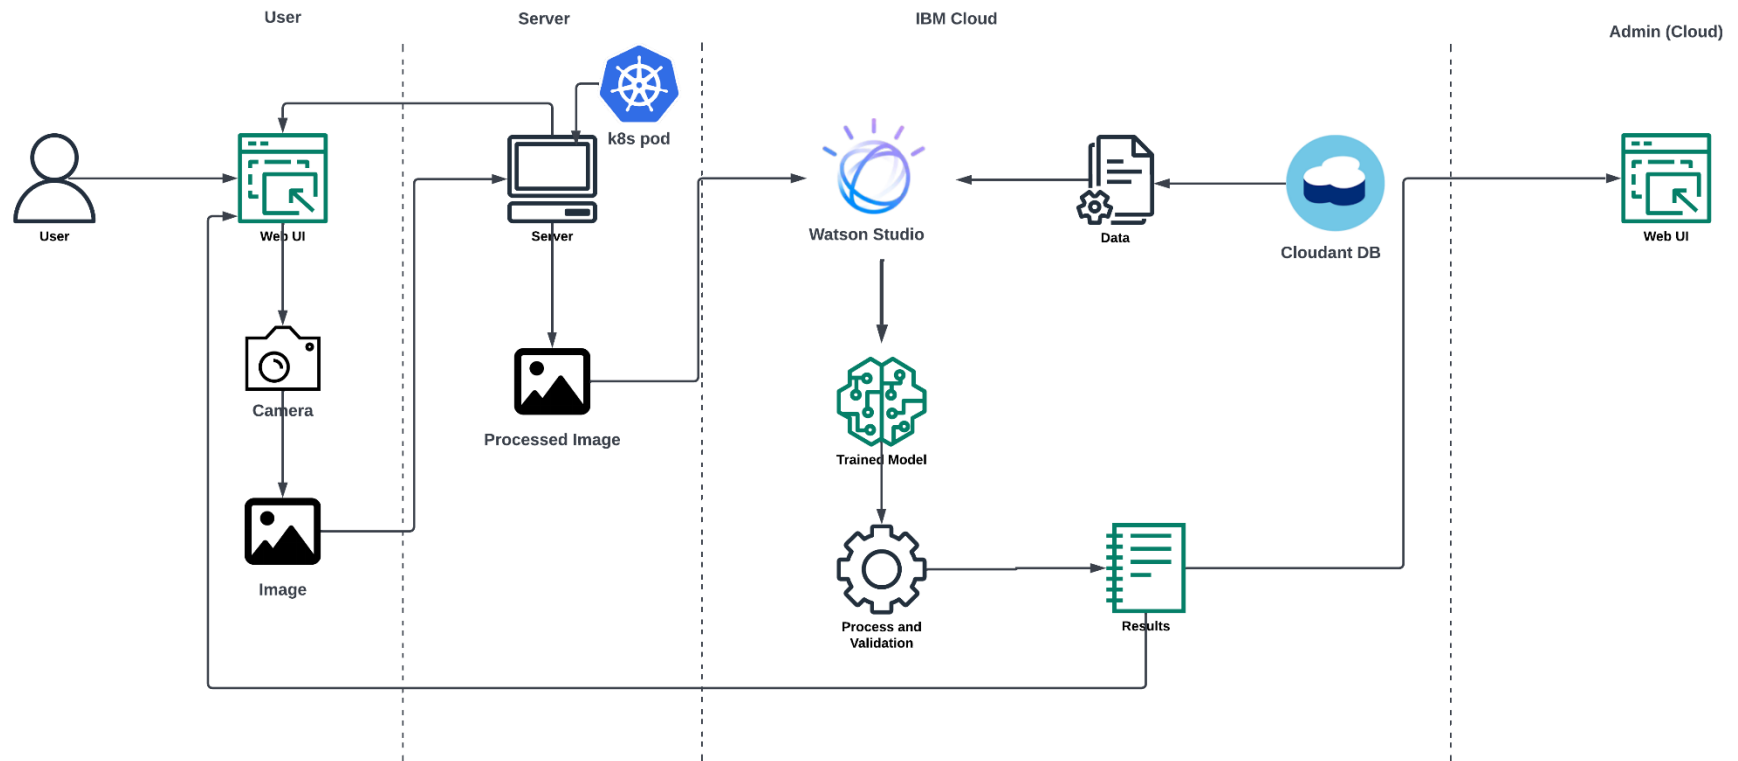 User
Server
IBM Cloud
Admin (Cloud)
k8s pod
User
Web UI
Server
Watson Studio
Data
Cloudant DB
Web UI
Camera
Processed Image
Trained Model
Image
Process and
Validation
Results